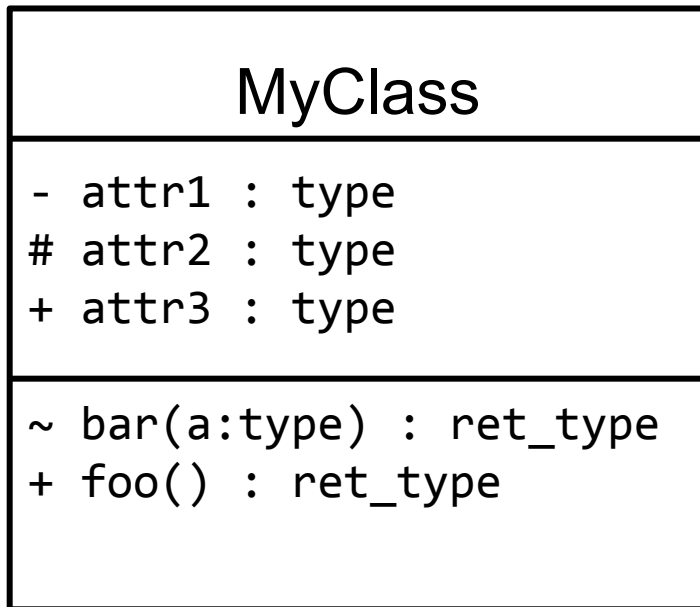 MyClass
- attr1 : type
# attr2 : type
+ attr3 : type
~ bar(a:type) : ret_type
+ foo() : ret_type